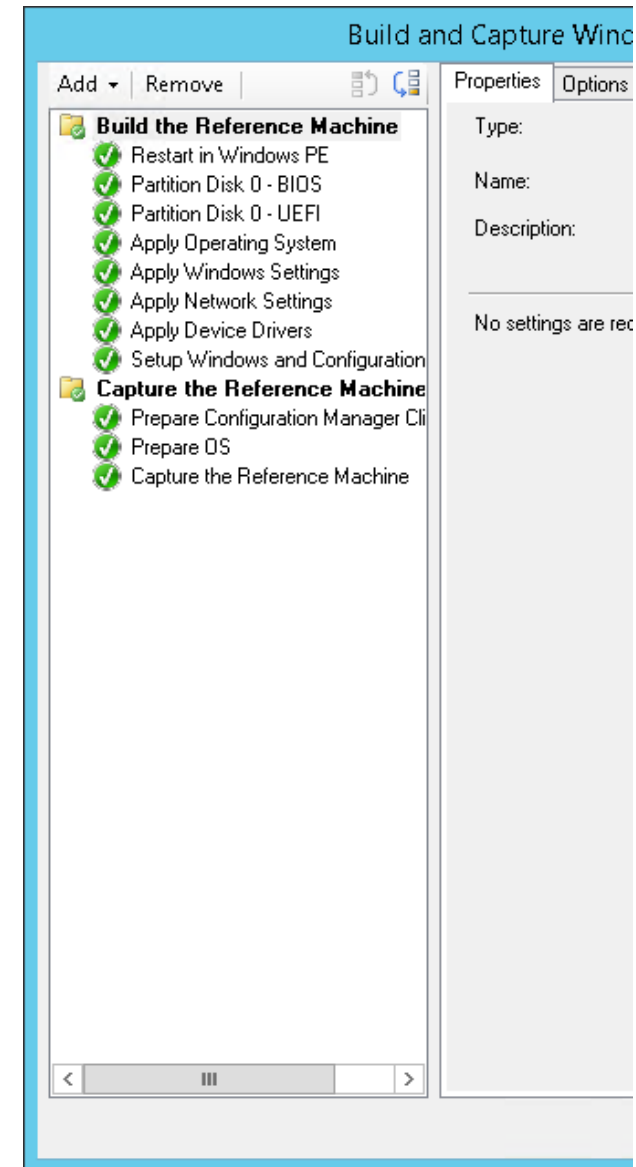 Build and Capture Wind
Add Remove
Properties Options
Build the Reference Machine
Restart in Windows PE
Partition Disk 0 - BIOS
Partition Disk 0 - UEFI
Apply Operating System
Apply Windows Settings
Apply Network Settings
Apply Device Drivers
Setup Windows and Configuration
Capture the Reference Machine
Prepare Configuration Manager Cli
Prepare OS
Capture the Reference Machine
Type:
Name:
Description:
No settings are rec